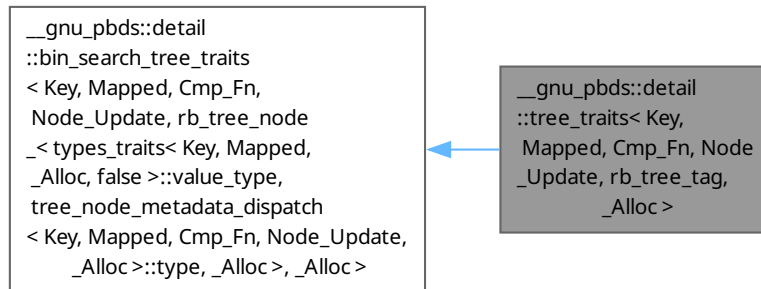 __gnu_pbds::detail
::bin_search_tree_traits
< Key, Mapped, Cmp_Fn,
Node_Update, rb_tree_node
_< types_traits< Key, Mapped,
_Alloc, false >::value_type,
tree_node_metadata_dispatch
< Key, Mapped, Cmp_Fn, Node_Update,
_Alloc >::type, _Alloc >, _Alloc >
__gnu_pbds::detail
::tree_traits< Key,
Mapped, Cmp_Fn, Node
_Update, rb_tree_tag,
_Alloc >